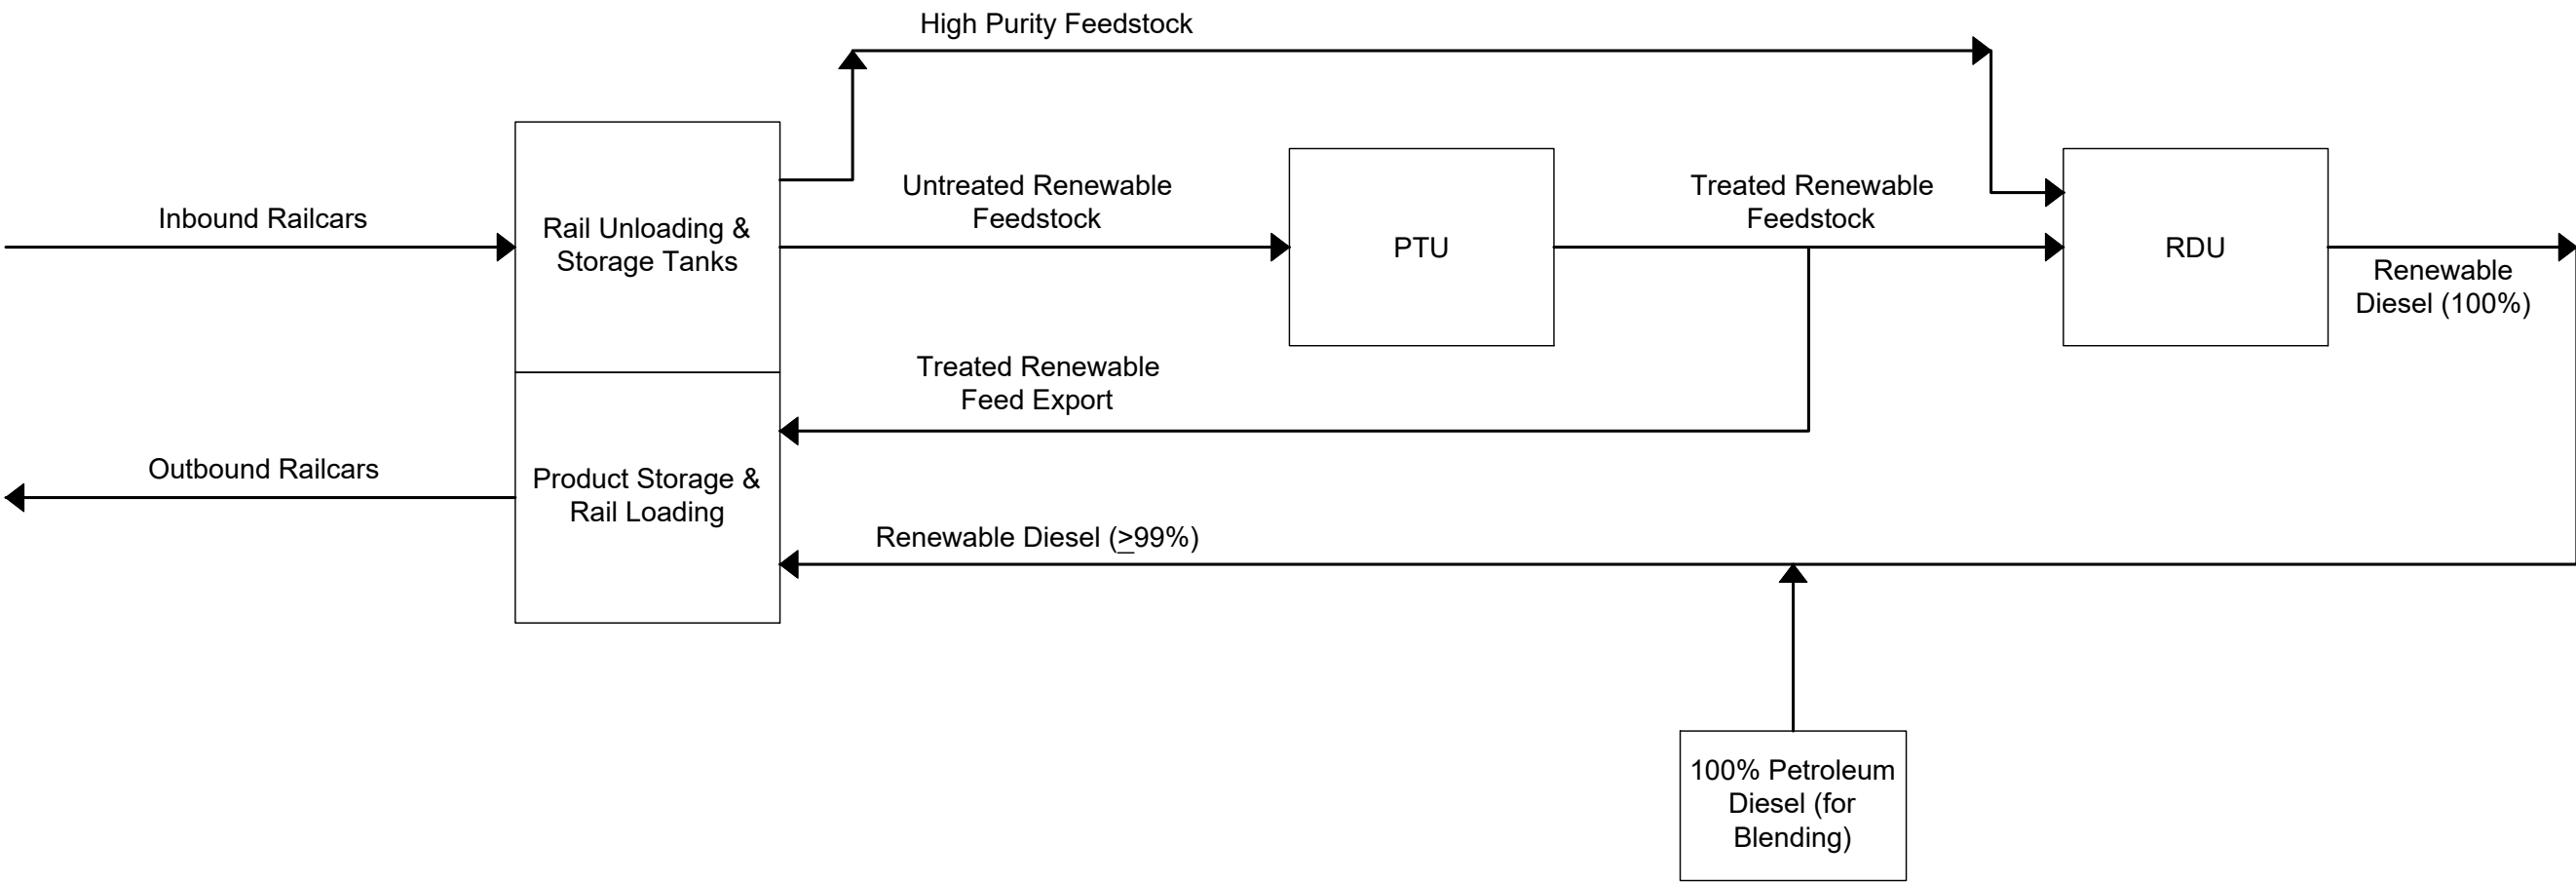 High Purity Feedstock
Inbound Railcars
Rail Unloading &
Storage Tanks
Untreated Renewable
Feedstock
PTU
Treated Renewable
Feedstock
RDU
Renewable
Diesel (100%)
Treated Renewable
Feed Export
Outbound Railcars
Product Storage &
Rail Loading
Renewable Diesel (≥99%)
100% Petroleum
Diesel (for
Blending)